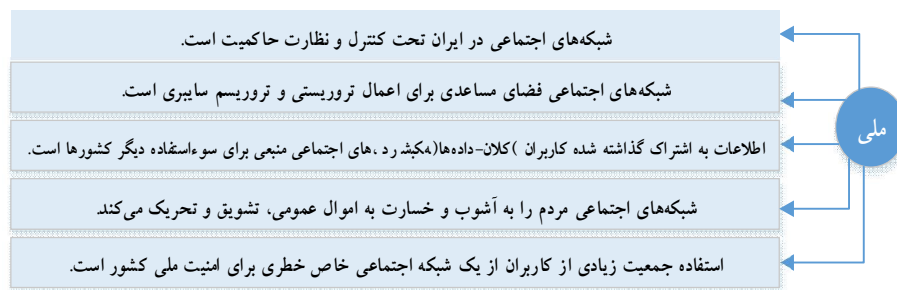 شبکه‌های اجتماعی در ایران تحت کنترل و نظارت حاکمیت است.
شبکه‌های اجتماعی فضای مساعدی برای اعمال تروریستی و تروریسم سایبری است.
ملی
اطلاعات به اشتراک گذاشته شده کاربران )کلان-داده‌ها(مکبشد رد ،های اجتماعی منبعی برای سوءاستفاده دیگر کشورها است.
شبکه‌های اجتماعی مردم را به آشوب و خسارت به اموال عمومی، تشویق و تحریک می‌کند.
استفاده جمعیت زیادی از کاربران از یک شبکه اجتماعی خاص خطری برای امنیت ملی کشور است.